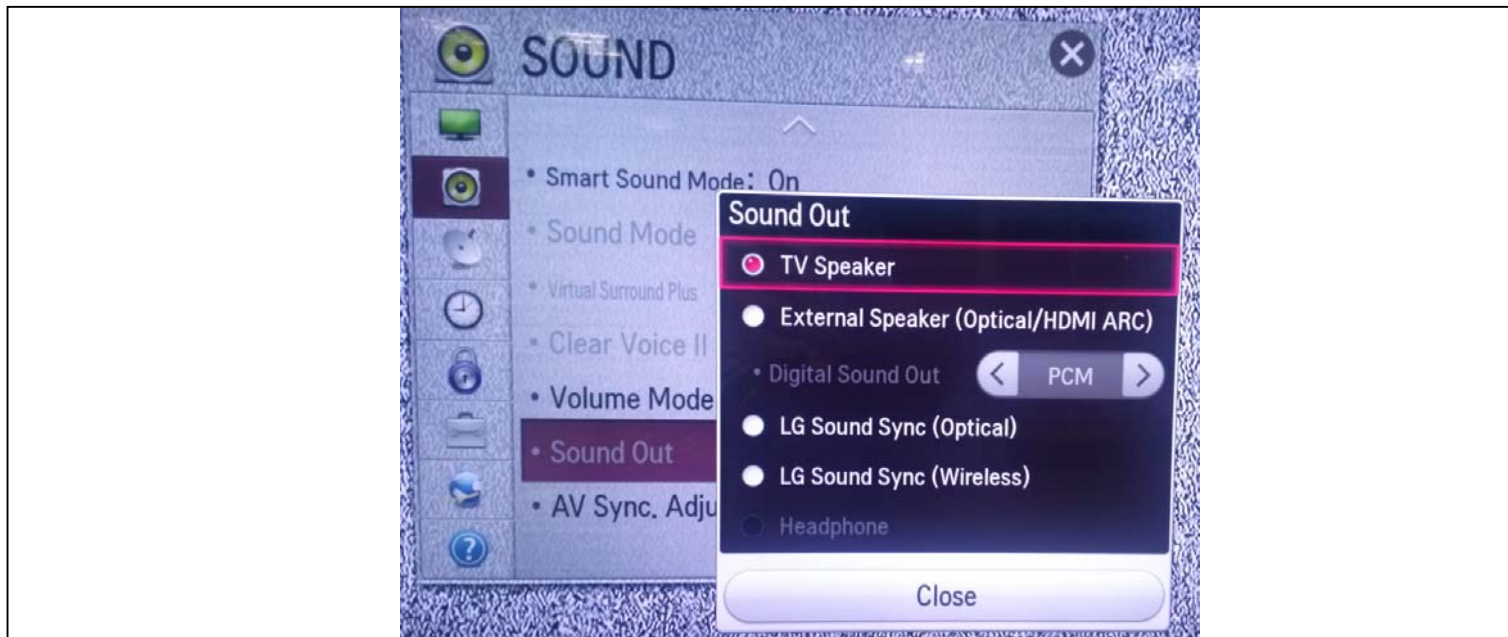 SOUND
• Smart Sound Mode: On
• Sound Mode
• Virtual Surround Plus
• Clear Voice II
• Volume Mode
• Sound Out
• AV Sync. Adju
Sound Out
TV Speaker
External Speaker (Optical/HDMI ARC)
• Digital Sound Out < PCM >
LG Sound Sync (Optical)
LG Sound Sync (Wireless)
Headphone
Close